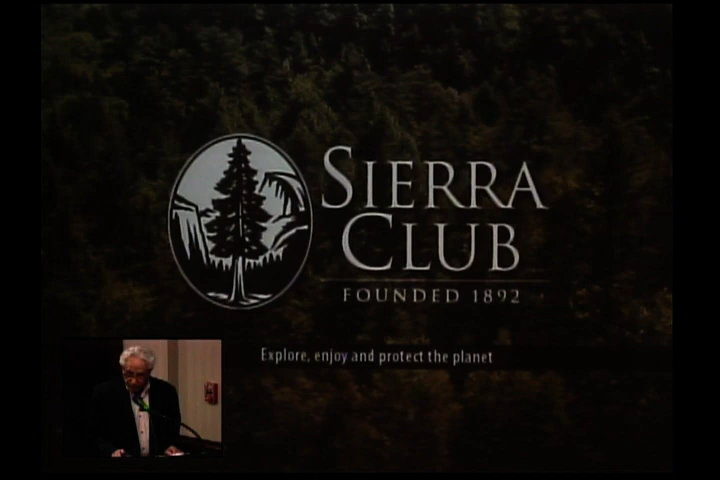 SIERRA
CLUB
FOUNDED 1892
Explore, enjoy and protect the planet